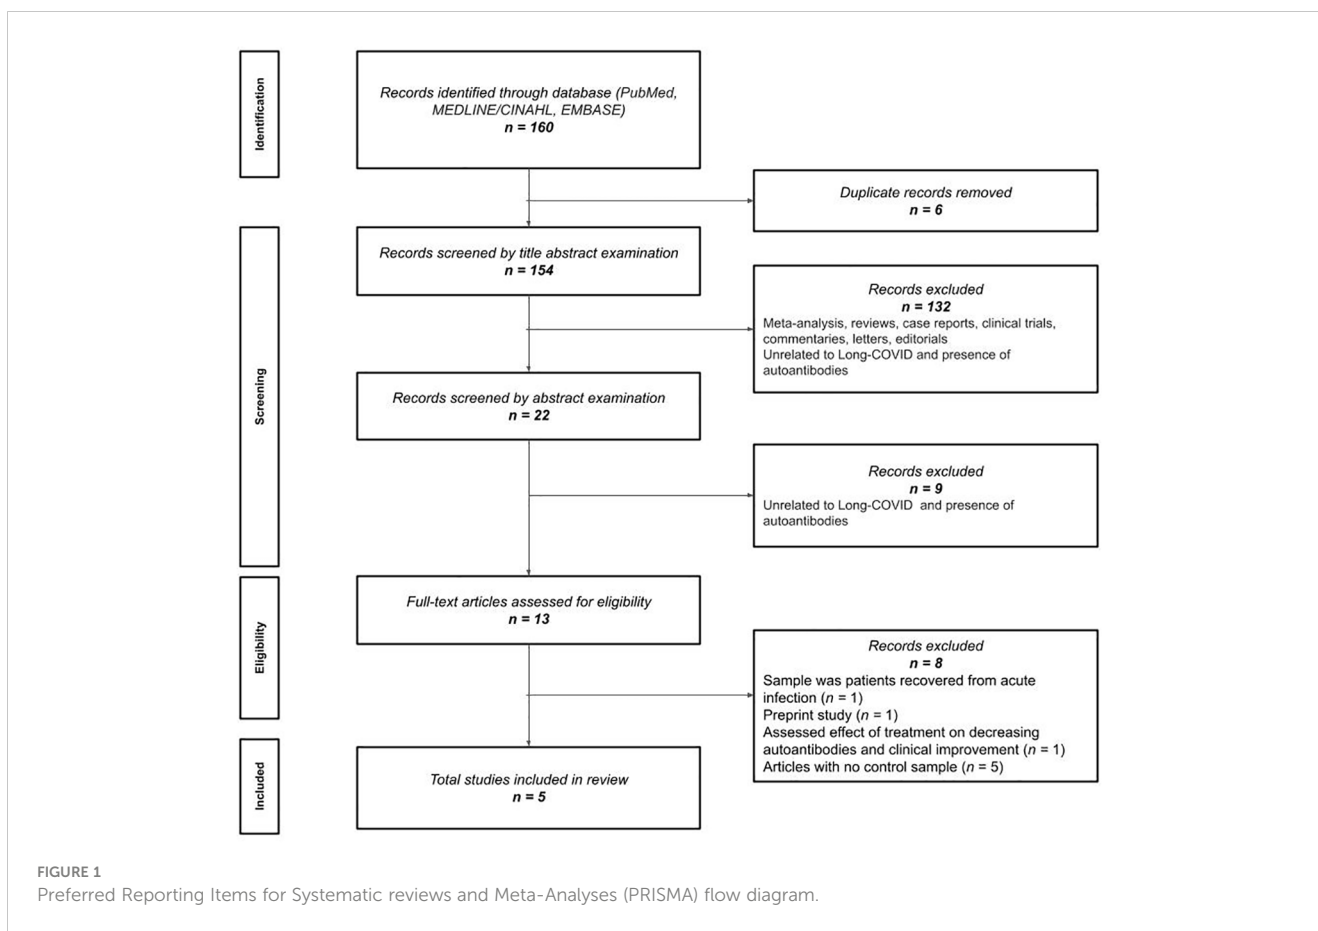 Identification
Records identified through database (PubMed,
MEDLINE/CINAHL, EMBASE)
n = 160
Duplicate records removed
n = 6
Screening
Records screened by title abstract examination
n = 154
Records excluded
n = 132
Meta-analysis, reviews, case reports, clinical trials,
commentaries, letters, editorials
Unrelated to Long-COVID and presence of
autoantibodies
Records screened by abstract examination
n = 22
Records excluded
n = 9
Unrelated to Long-COVID and presence of
autoantibodies
Eligibility
Full-text articles assessed for eligibility
n = 13
Records excluded
n = 8
Sample was patients recovered from acute
infection (n = 1)
Preprint study (n = 1)
Assessed effect of treatment on decreasing
autoantibodies and clinical improvement (n = 1)
Articles with no control sample (n = 5)
Included
Total studies included in review
n = 5
FIGURE 1
Preferred Reporting Items for Systematic reviews and Meta-Analyses (PRISMA) flow diagram.